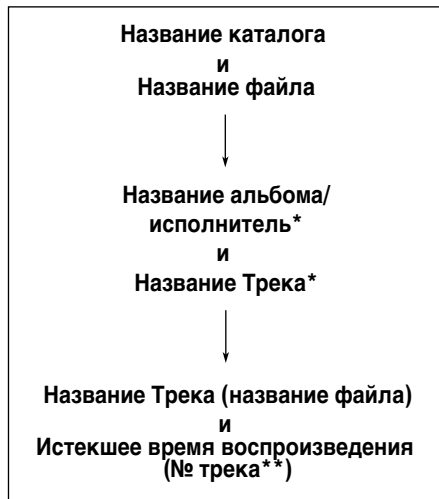 Название каталога
и
Название файла
Название альбома/
исполнитель*
и
Название Трека*
Название Трека (название файла)
и
Истекшее время воспроизведения
(№ трека**)